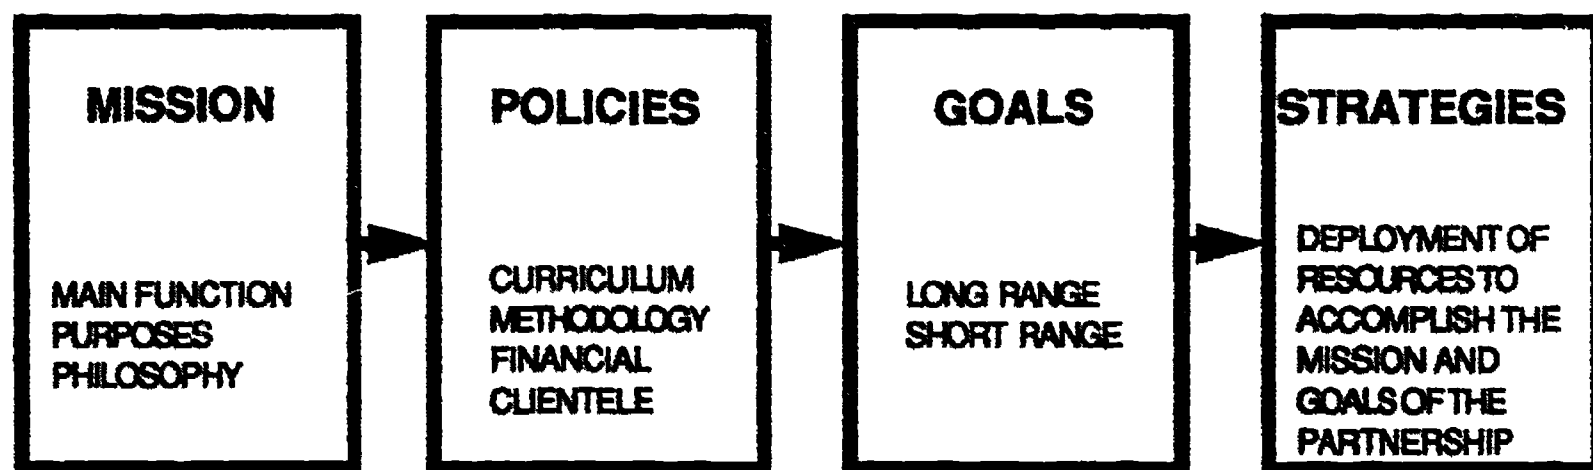 MISSION
MAIN FUNCTION
PURPOSES
PHILOSOPHY
POLICIES
CURRICULUM
METHODOLOGY
FINANCIAL
CLIENTELE
GOALS
LONG RANGE
SHORT RANGE
STRATEGIES
DEPLOYMENT OF
RESOURCES TO
ACCOMPLISH THE
MISSION AND
GOALS OF THE
PARTNERSHIP